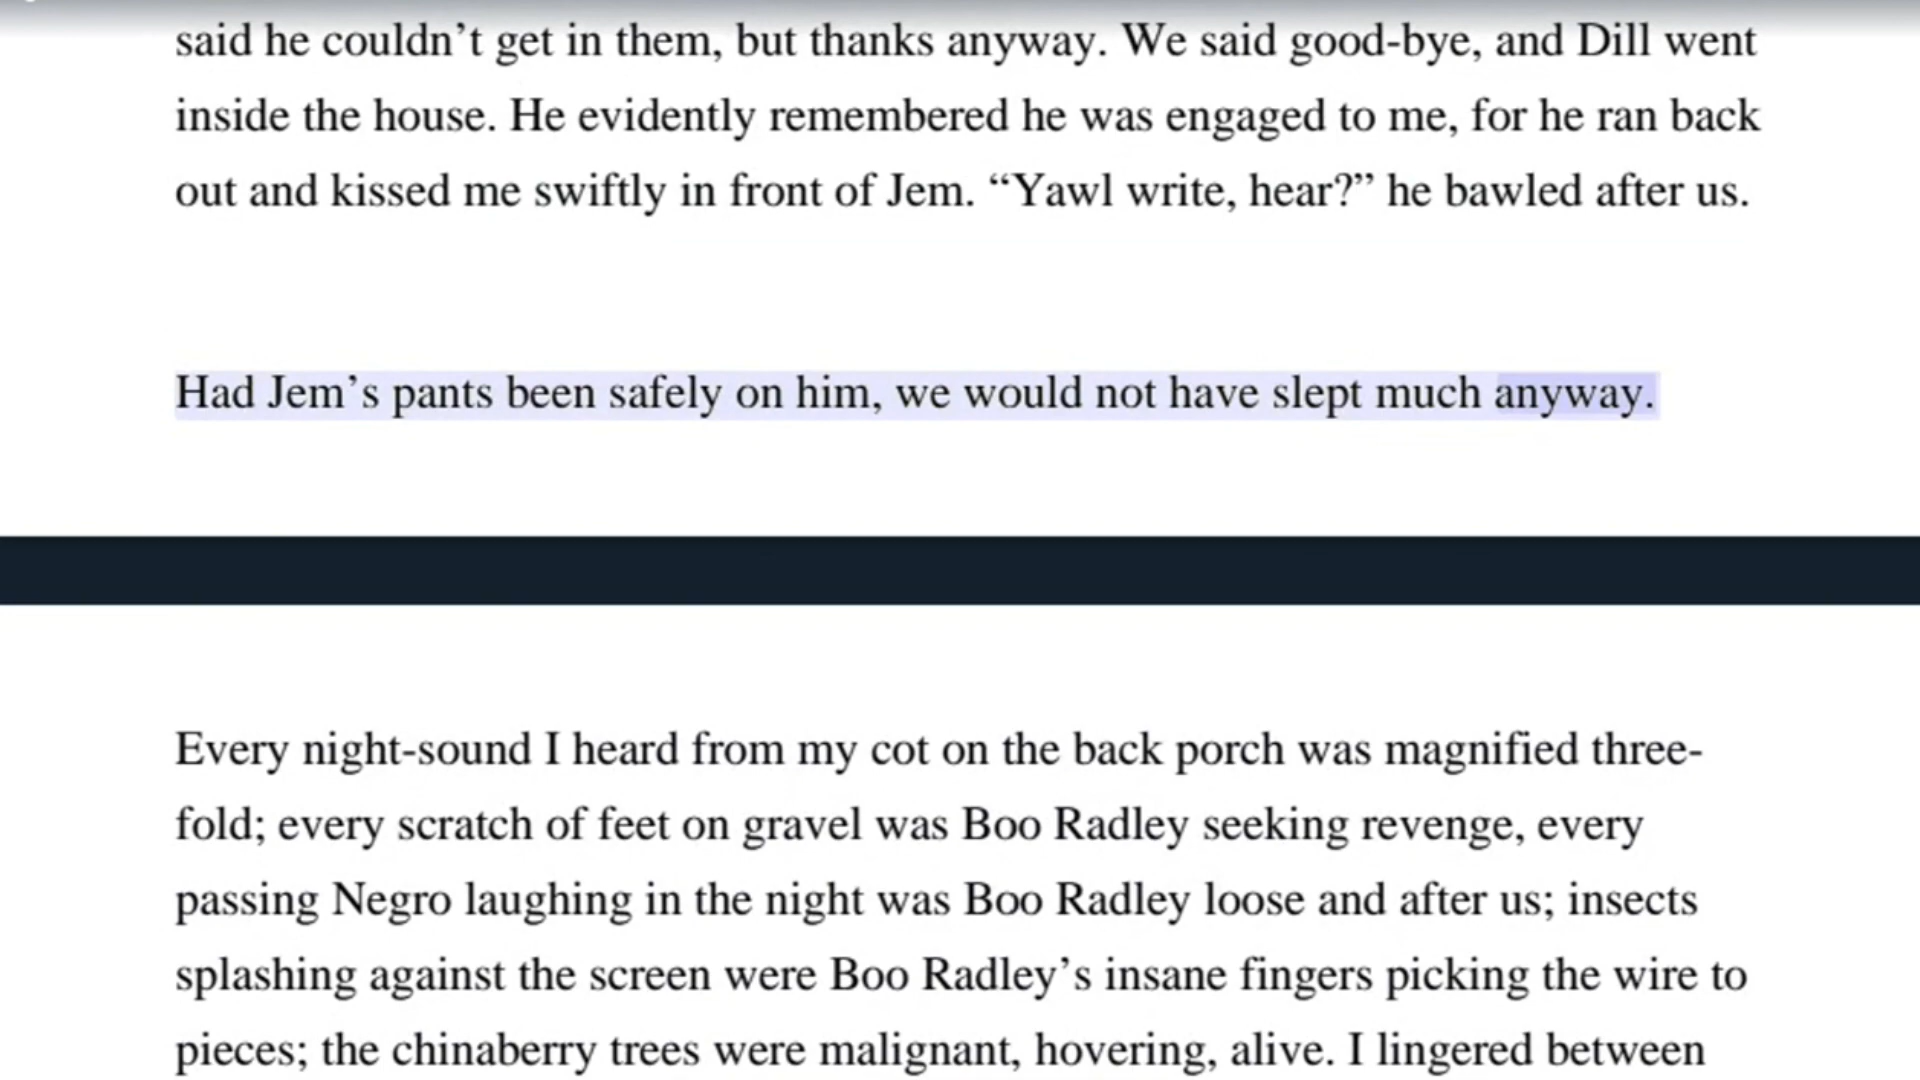 said he couldn’t get in them, but thanks anyway. We said good-bye, and Dill went
inside the house. He evidently remembered he was engaged to me, for he ran back
out and kissed me swiftly in front of Jem. “Yawl write, hear?” he bawled after us.
Had Jem’s pants been safely on him, we would not have slept much anyway.
Every night-sound I heard from my cot on the back porch was magnified three-
fold; every scratch of feet on gravel was Boo Radley seeking revenge, every
passing Negro laughing in the night was Boo Radley loose and after us; insects
splashing against the screen were Boo Radley’s insane fingers picking the wire to
pieces; the chinaberry trees were malignant, hovering, alive. I lingered between